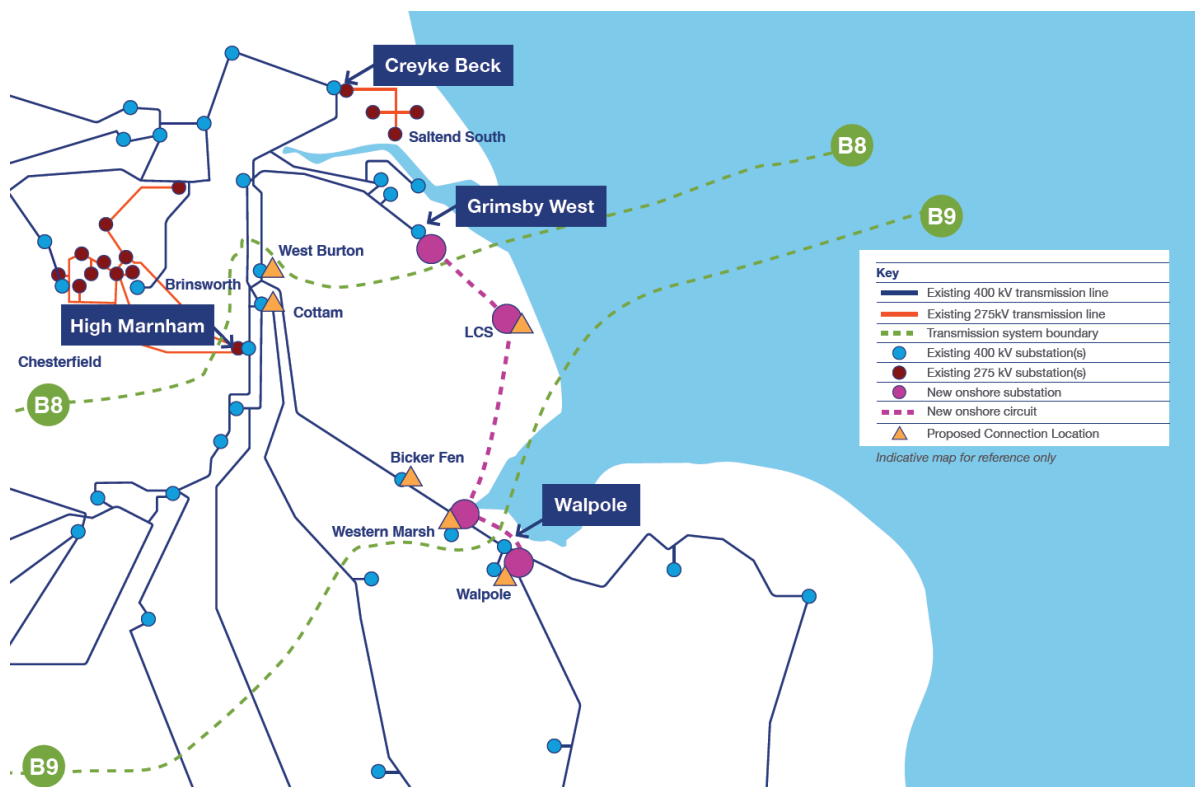 Creyke Beck
Saltend South
B8
Grimsby West
B9
West Burton
Brinsworth
Cottam
High Marnham
LCS
Chesterfield
B8
Key
Existing 400 kV transmission line
Existing 275kV transmission line
Transmission system boundary
Existing 400 kV substation(s)
Existing 275 kV substation(s)
New onshore substation
New onshore circuit
Proposed Connection Location
Indicative map for reference only
Bicker Fen
Walpole
Western Marsh
Walpole
B9